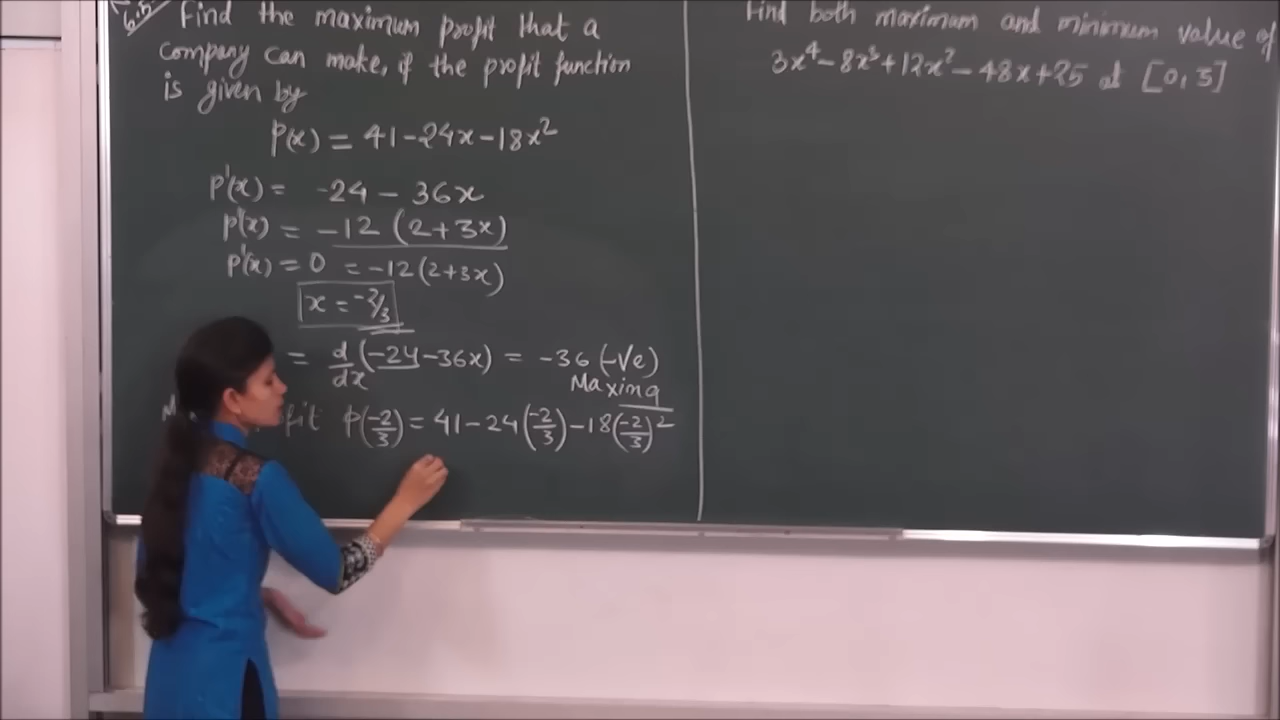 6.5
Find the maximum profit that a
company can make, if the profit function
is given by
P(x) = 41-24x-18x²
P'(x) = -24 - 36x
P'(x) = -12 (2+3x)
P'(x) = 0 = -12(2+3x)
x = -2/3
= d/dx (-24-36x) = -36 (-ve)
Maxing
fit P(-2/3) = 41-24(-2/3)-18(-2/3)²
Find both maximum and minimum value of
3x⁴-8x³+12x²-48x+25 at [0,3]